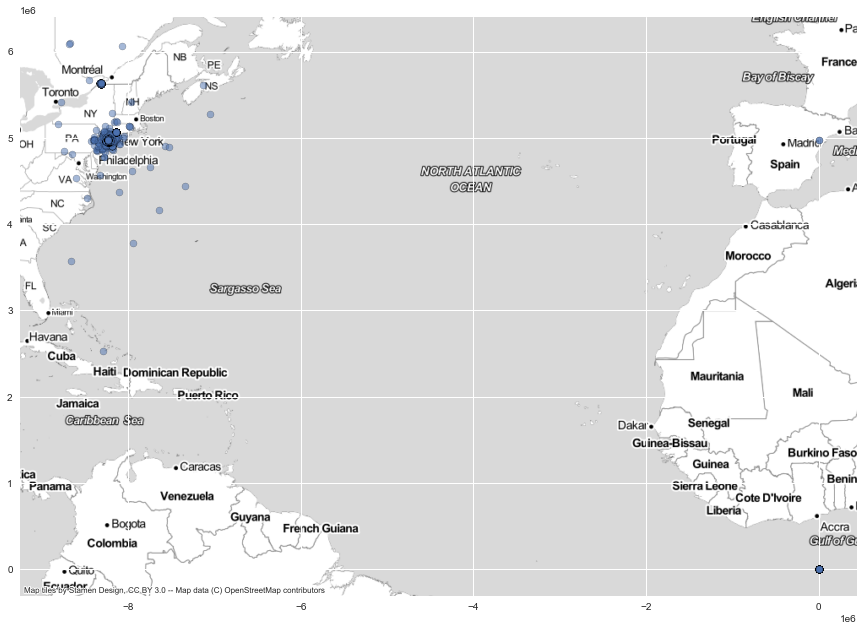 1e6
English Channel
6
NB
PE
Montréal
France
Bay of Biscay
NS
Toronto
NH
NY
Boston
5
PA
OH
New York
Portugal
Madrid
Philadelphia
Spain
NORTH ATLANTIC
OCEAN
VA
Washington
NC
4
SC
Casablanca
Morocco
Sargasso Sea
FL
Algeria
3
Miami
Havana
Cuba
Haiti
Dominican Republic
Mauritania
Mali
2
Puerto Rico
Jamaica
Caribbean Sea
Dakar
Senegal
Guinea-Bissau
Burkina Faso
Guinea
Caracas
Benin
Sierra Leone
1
Panama
Venezuela
Cote D'Ivoire
Liberia
Guyana
French Guiana
Bogota
Accra
Colombia
Gulf of Gu
0
Quito
Ecuador
Map tiles by Stamen Design, CC BY 3.0 -- Map data (C) OpenStreetMap contributors
−8
−6
−4
−2
0
1e6